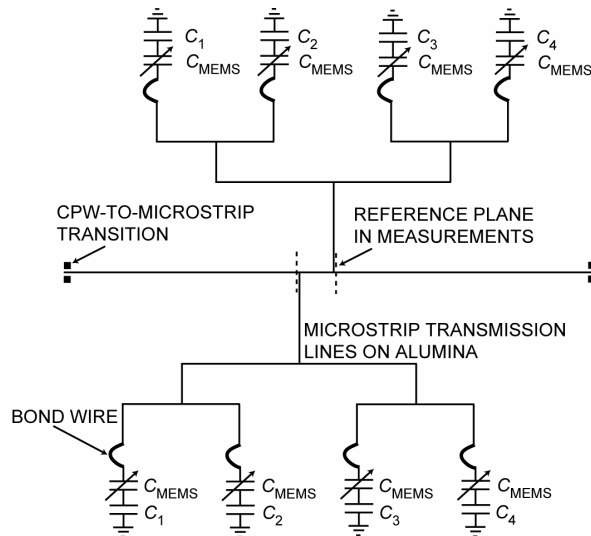 C1 C2 C3 C4
CMEMS CMEMS CMEMS CMEMS
CPW-TO-MICROSTRIP
TRANSITION
REFERENCE PLANE
IN MEASUREMENTS
MICROSTRIP TRANSMISSION
LINES ON ALUMINA
BOND WIRE
CMEMS CMEMS CMEMS CMEMS
C1 C2 C3 C4